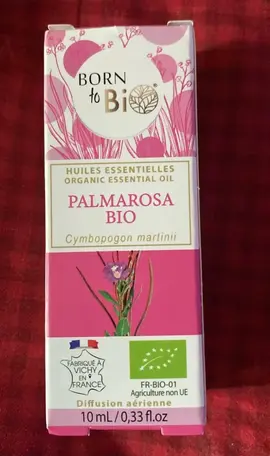 BORN
to BiO
HUILES ESSENTIELLES
ORGANIC ESSENTIAL OIL
PALMAROSA
BIO
Cymbopogon martinii
FABRIQUÉ À
VICHY
EN
FRANCE
FR-BIO-01
Agriculture non UE
Diffusion aérienne
10 mL / 0,33 fl.oz